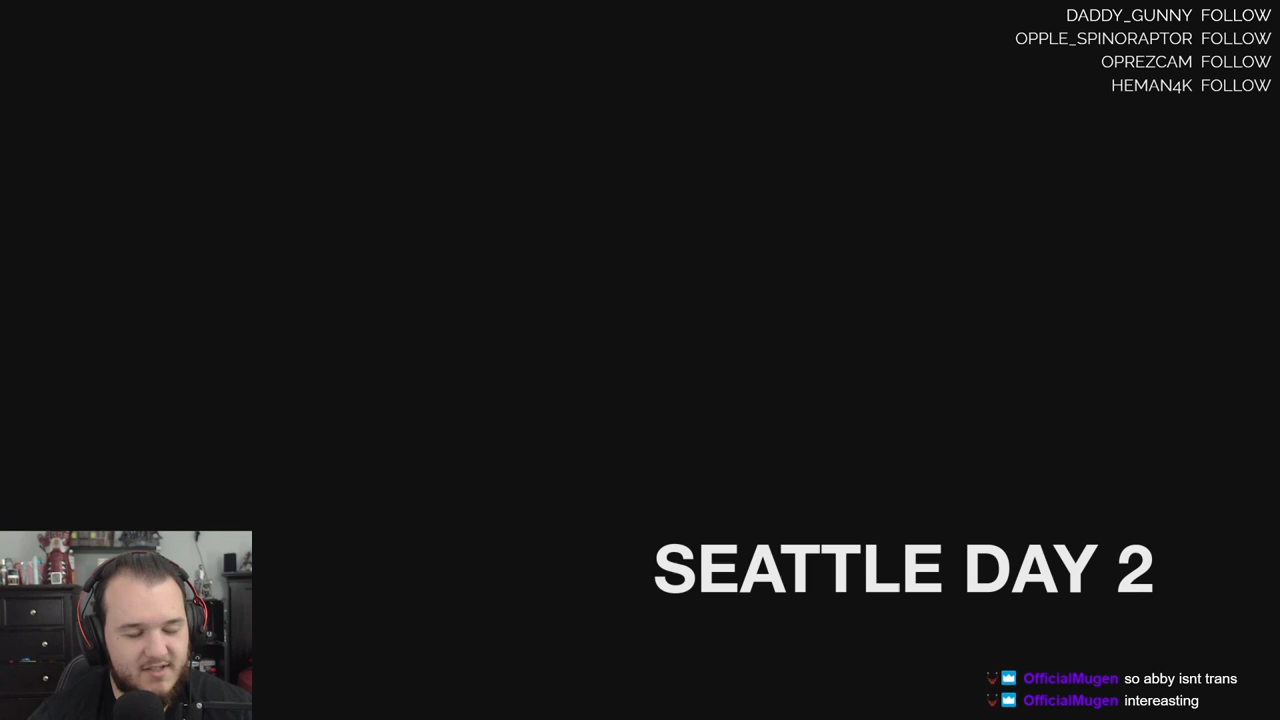 DADDY_GUNNY FOLLOW
OPPLE_SPINORAPTOR FOLLOW
OPREZCAM FOLLOW
HEMAN4K FOLLOW
SEATTLE DAY 2
OfficialMugen so abby isnt trans
OfficialMugen intereasting